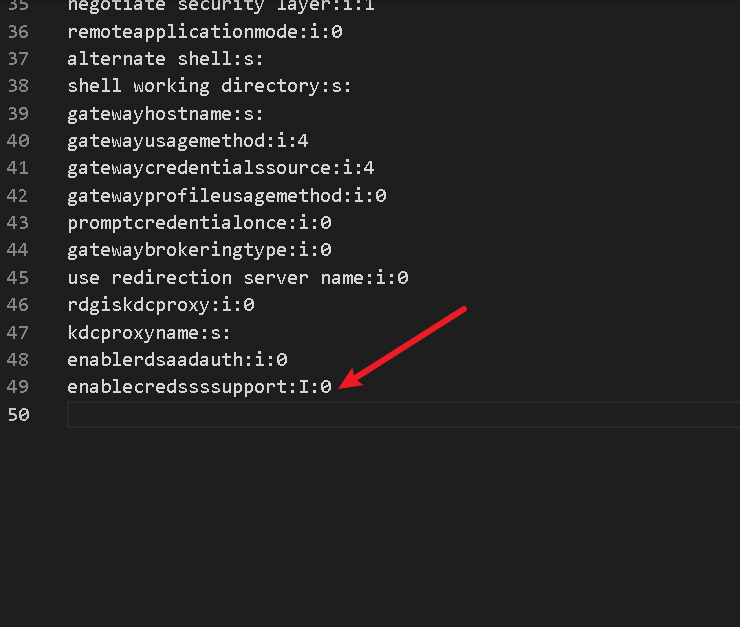 35 negotiate security layer:i:1
36 remoteapplicationmode:i:0
37 alternate shell:s:
38 shell working directory:s:
39 gatewayhostname:s:
40 gatewayusagemethod:i:4
41 gatewaycredentialssource:i:4
42 gatewayprofileusagemethod:i:0
43 promptcredentialonce:i:0
44 gatewaybrokeringtype:i:0
45 use redirection server name:i:0
46 rdgiskdcproxy:i:0
47 kdcproxyname:s:
48 enablerdsaadauth:i:0
49 enablecredssssupport:I:0
50